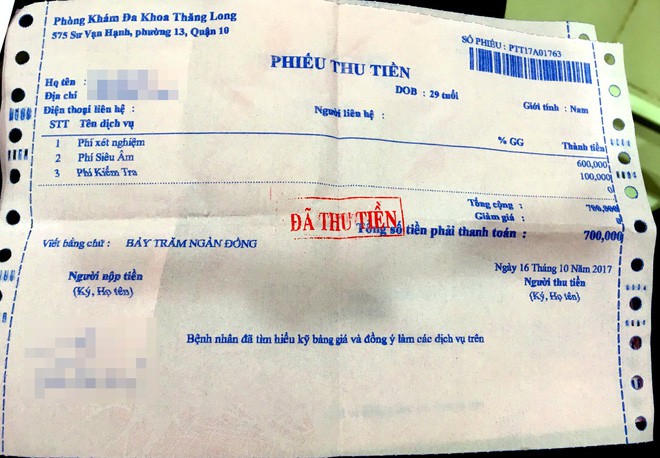 Phòng Khám Đa Khoa Thăng Long
575 Sư Vạn Hạnh, phường 13, Quận 10
SỐ PHIẾU : PTT17A01763
PHIẾU THU TIỀN
Họ tên :
DOB : 29 tuổi
Giới tính : Nam
Địa chỉ
Điện thoại liên hệ :
Người liên hệ :
STT Tên dịch vụ % GG Thành tiền
1 Phí xét nghiệm 600,000
2 Phí Siêu Âm 100,000
3 Phí Kiểm Tra 0
Tổng cộng : 700,000
Giảm giá : 0
ĐÃ THU TIỀN
Tổng số tiền phải thanh toán : 700,000
Viết bằng chữ : BẢY TRĂM NGÀN ĐỒNG
Ngày 16 Tháng 10 Năm 2017
Người nộp tiền
(Ký, Họ tên)
Người thu tiền
(Ký, Họ tên)
Bệnh nhân đã tìm hiểu kỹ bảng giá và đồng ý làm các dịch vụ trên